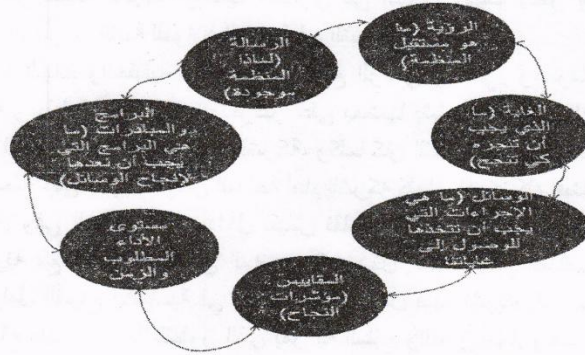 الرؤية (ما
هو مستقبل
المنظمة)
الغاية (ما
الذي يجب
أن تنجزه
كي تنجح)
الوسائل (ما هي
الإجراءات التي
يجب أن تتخذها
للوصول إلى
غاياتنا
المقاييس
(مؤشرات
النجاح)
مستوى
الأداء
المطلوب
والزمن
البرامج
والمبادرات (ما
هي البرامج التي
يجب أن نعدها
لإنجاح الوسائل)
الرسالة
(لماذا
المنظمة
موجودة)